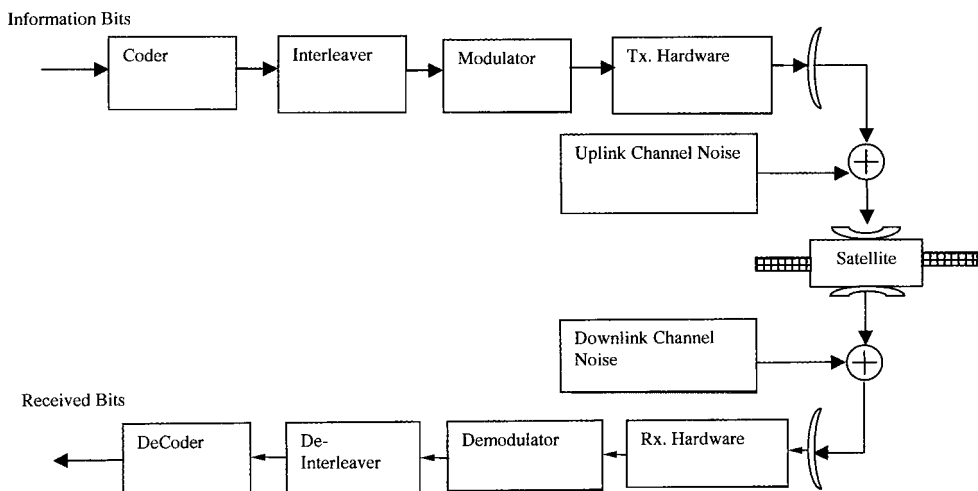 Information Bits
Coder
Interleaver
Modulator
Tx. Hardware
Uplink Channel Noise
Satellite
Downlink Channel
Noise
Received Bits
DeCoder
De-
Interleaver
Demodulator
Rx. Hardware